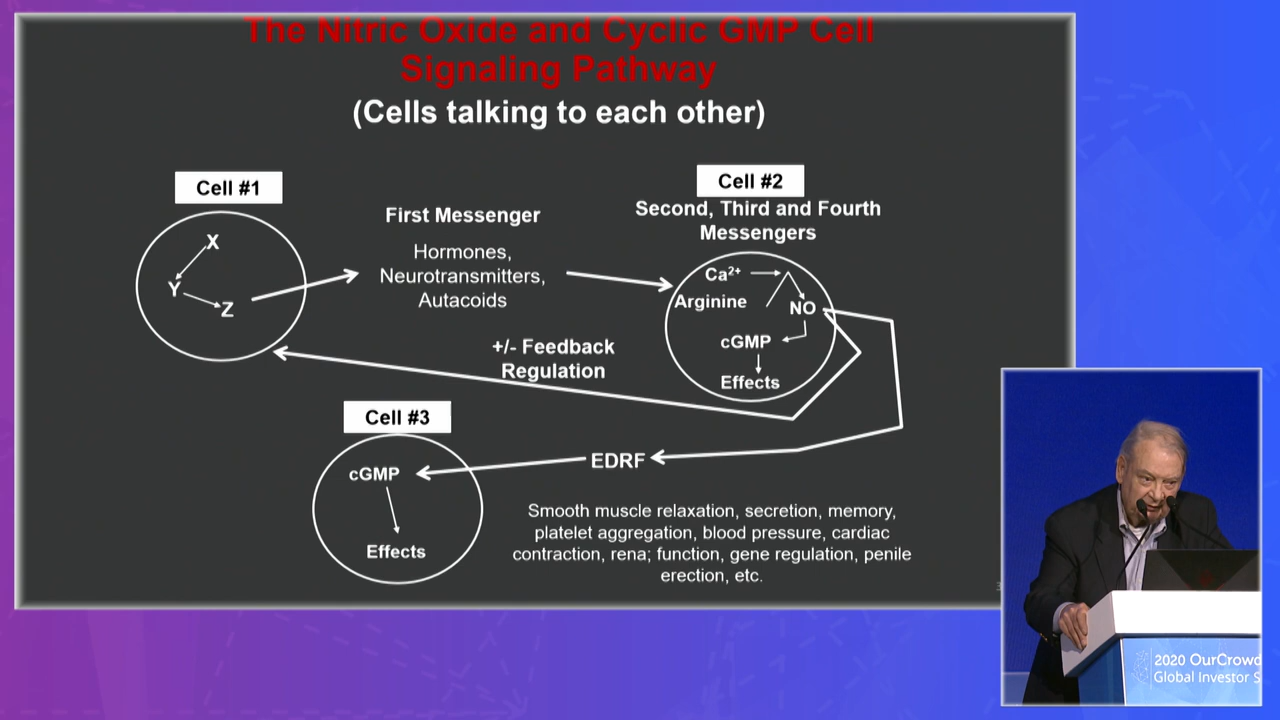 The Nitric Oxide and Cyclic GMP Cell
Signaling Pathway
(Cells talking to each other)
Cell #1
X
Y
Z
First Messenger
Hormones,
Neurotransmitters,
Autacoids
Cell #2
Second, Third and Fourth
Messengers
Ca2+
Arginine
NO
cGMP
Effects
+/- Feedback
Regulation
Cell #3
cGMP
Effects
EDRF
Smooth muscle relaxation, secretion, memory,
platelet aggregation, blood pressure, cardiac
contraction, rena; function, gene regulation, penile
erection, etc.
2020 OurCrowd
Global Investor S